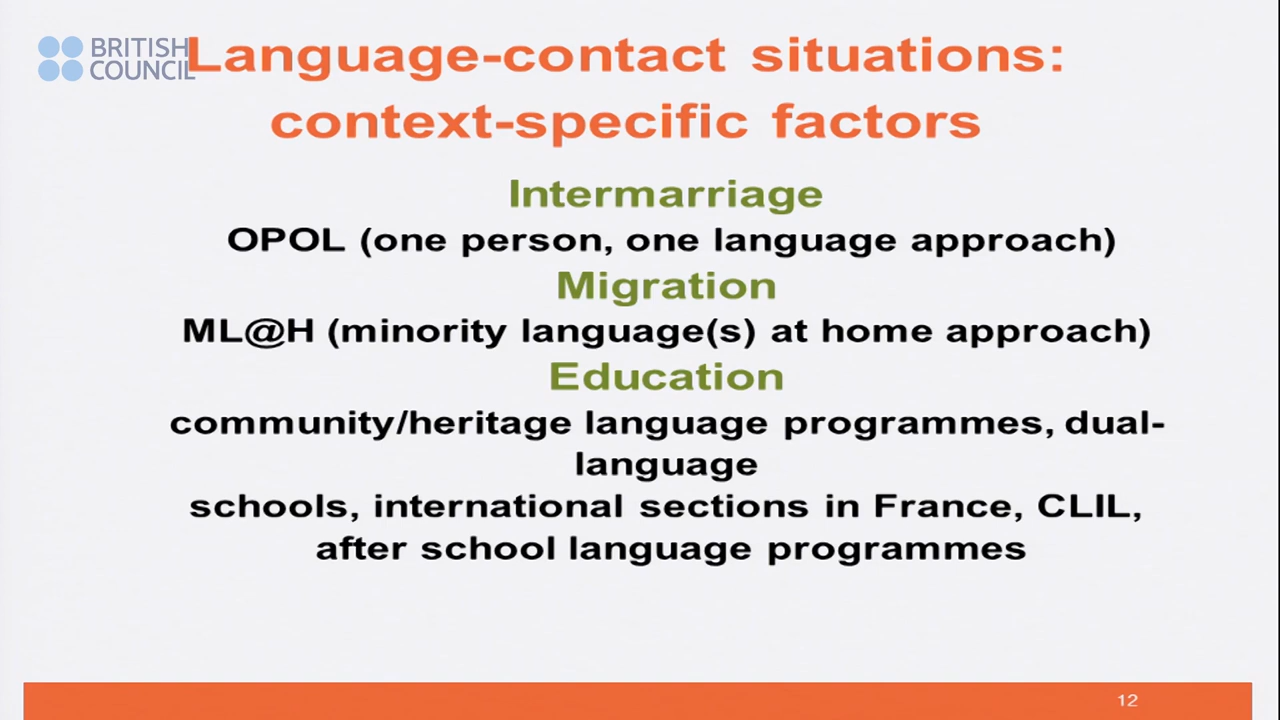 BRITISH
COUNCIL
Language-contact situations:
context-specific factors
Intermarriage
OPOL (one person, one language approach)
Migration
ML@H (minority language(s) at home approach)
Education
community/heritage language programmes, dual-
language
schools, international sections in France, CLIL,
after school language programmes
12